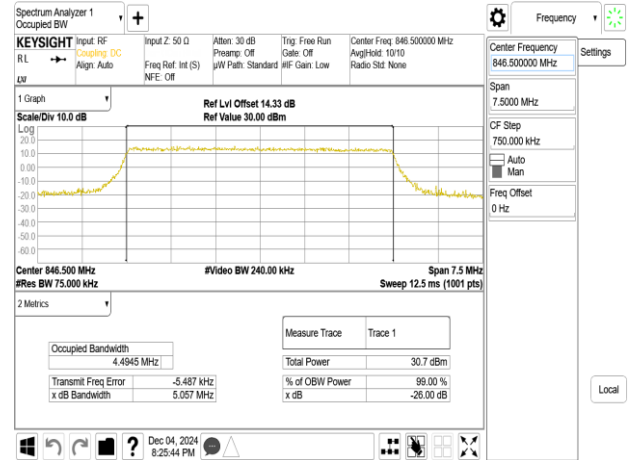 Spectrum Analyzer 1
Occupied BW
Frequency
KEYSIGHT
Input: RF
Coupling: DC
Align: Auto
RL
LXI
Input Z: 50 Ω
Freq Ref: Int (S)
NFE: Off
Atten: 30 dB
Preamp: Off
µW Path: Standard
Trig: Free Run
Gate: Off
#IF Gain: Low
Center Freq: 846.500000 MHz
Avg|Hold: 10/10
Radio Std: None
Center Frequency
846.500000 MHz
Settings
Span
7.5000 MHz
CF Step
750.000 kHz
Auto
Man
Freq Offset
0 Hz
Local
1 Graph
Scale/Div 10.0 dB
Ref Lvl Offset 14.33 dB
Ref Value 30.00 dBm
Log
20.0
10.0
0.00
-10.0
-20.0
-30.0
-40.0
-50.0
-60.0
Center 846.500 MHz
#Video BW 240.00 kHz
Span 7.5 MHz
#Res BW 75.000 kHz
Sweep 12.5 ms (1001 pts)
2 Metrics
Measure Trace
Trace 1
Occupied Bandwidth
4.4945 MHz
Total Power
30.7 dBm
Transmit Freq Error
-5.487 kHz
% of OBW Power
99.00 %
x dB Bandwidth
5.057 MHz
x dB
-26.00 dB
?
Dec 04, 2024
8:25:44 PM